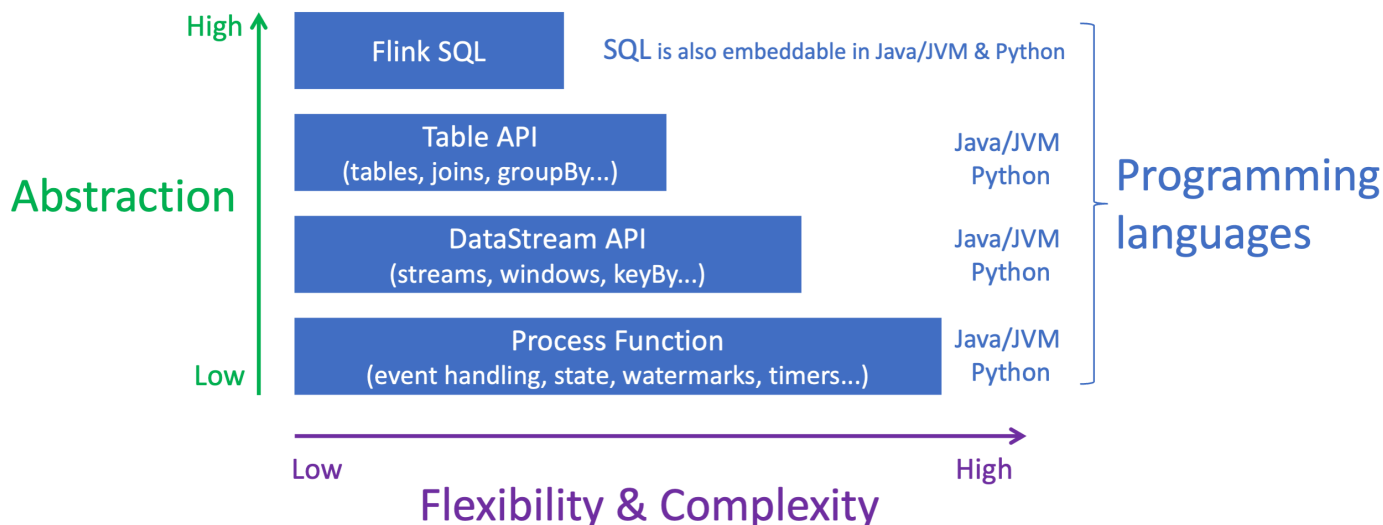 High
Flink SQL
SQL is also embeddable in Java/JVM & Python
Table API
(tables, joins, groupBy...)
Java/JVM
Python
Abstraction
Programming
languages
DataStream API
(streams, windows, keyBy...)
Java/JVM
Python
Process Function
(event handling, state, watermarks, timers...)
Java/JVM
Python
Low
Low
High
Flexibility & Complexity